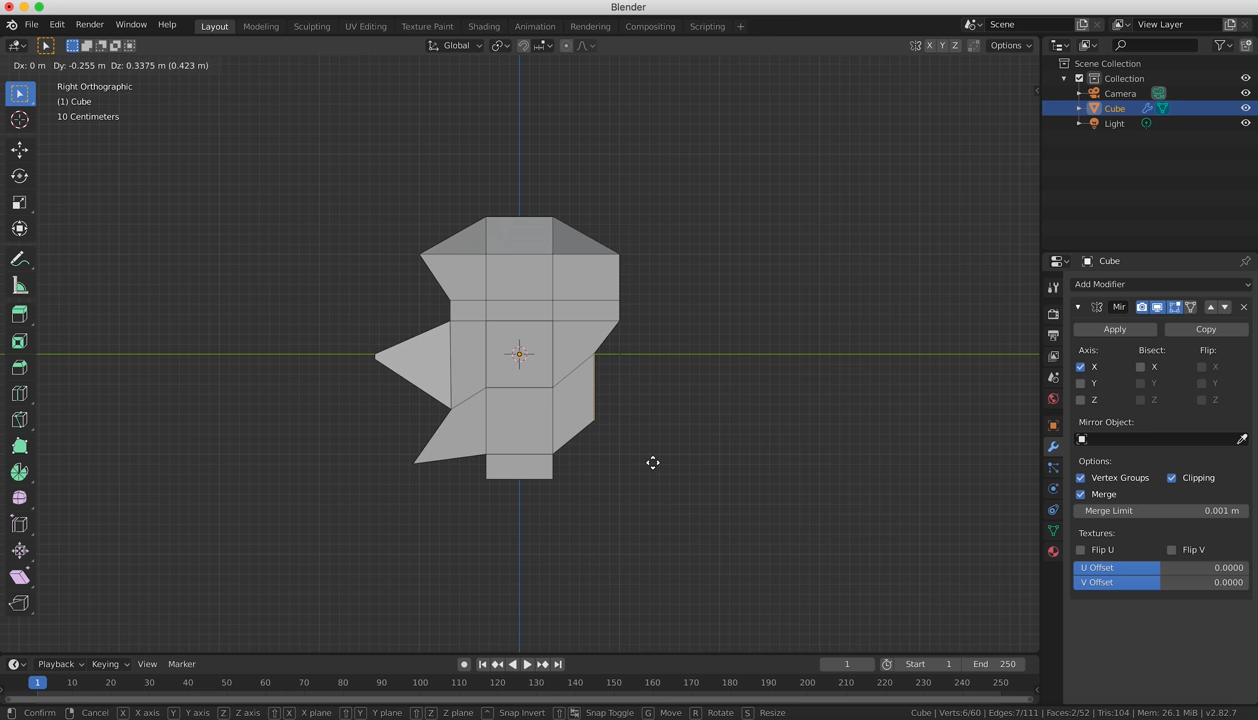 Blender
File Edit Render Window Help Layout Modeling Sculpting UV Editing Texture Paint Shading Animation Rendering Compositing Scripting + Scene View Layer
Global X Y Z Options
Dx: 0 m Dy: -0.255 m Dz: 0.3375 m (0.423 m)
Right Orthographic
(1) Cube
10 Centimeters
Scene Collection
Collection
Camera
Cube
Light
Cube
Add Modifier
Mir
Apply Copy
Axis: Bisect: Flip:
X X X
Y Y Y
Z Z Z
Mirror Object:
Options:
Vertex Groups Clipping
Merge
Merge Limit 0.001 m
Textures:
Flip U Flip V
U Offset 0.0000
V Offset 0.0000
Playback Keying View Marker 1 Start 1 End 250
1 10 20 30 40 50 60 70 80 90 100 110 120 130 140 150 160 170 180 190 200 210 220 230 240 250
Confirm Cancel X X axis Y Y axis Z Z axis X X plane Y Y plane Z Z plane ^ Snap Invert Snap Toggle G Move R Rotate S Resize Cube | Verts:6/60 | Edges:7/111 | Faces:2/52 | Tris:104 | Mem: 26.1 MiB | v2.82.7